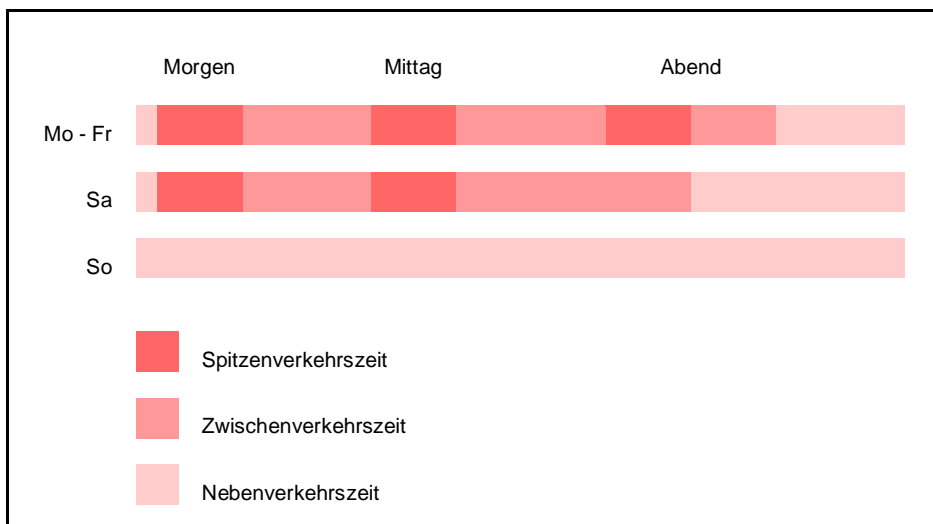 Morgen Mittag Abend
Mo - Fr
Sa
So
Spitzenverkehrszeit
Zwischenverkehrszeit
Nebenverkehrszeit